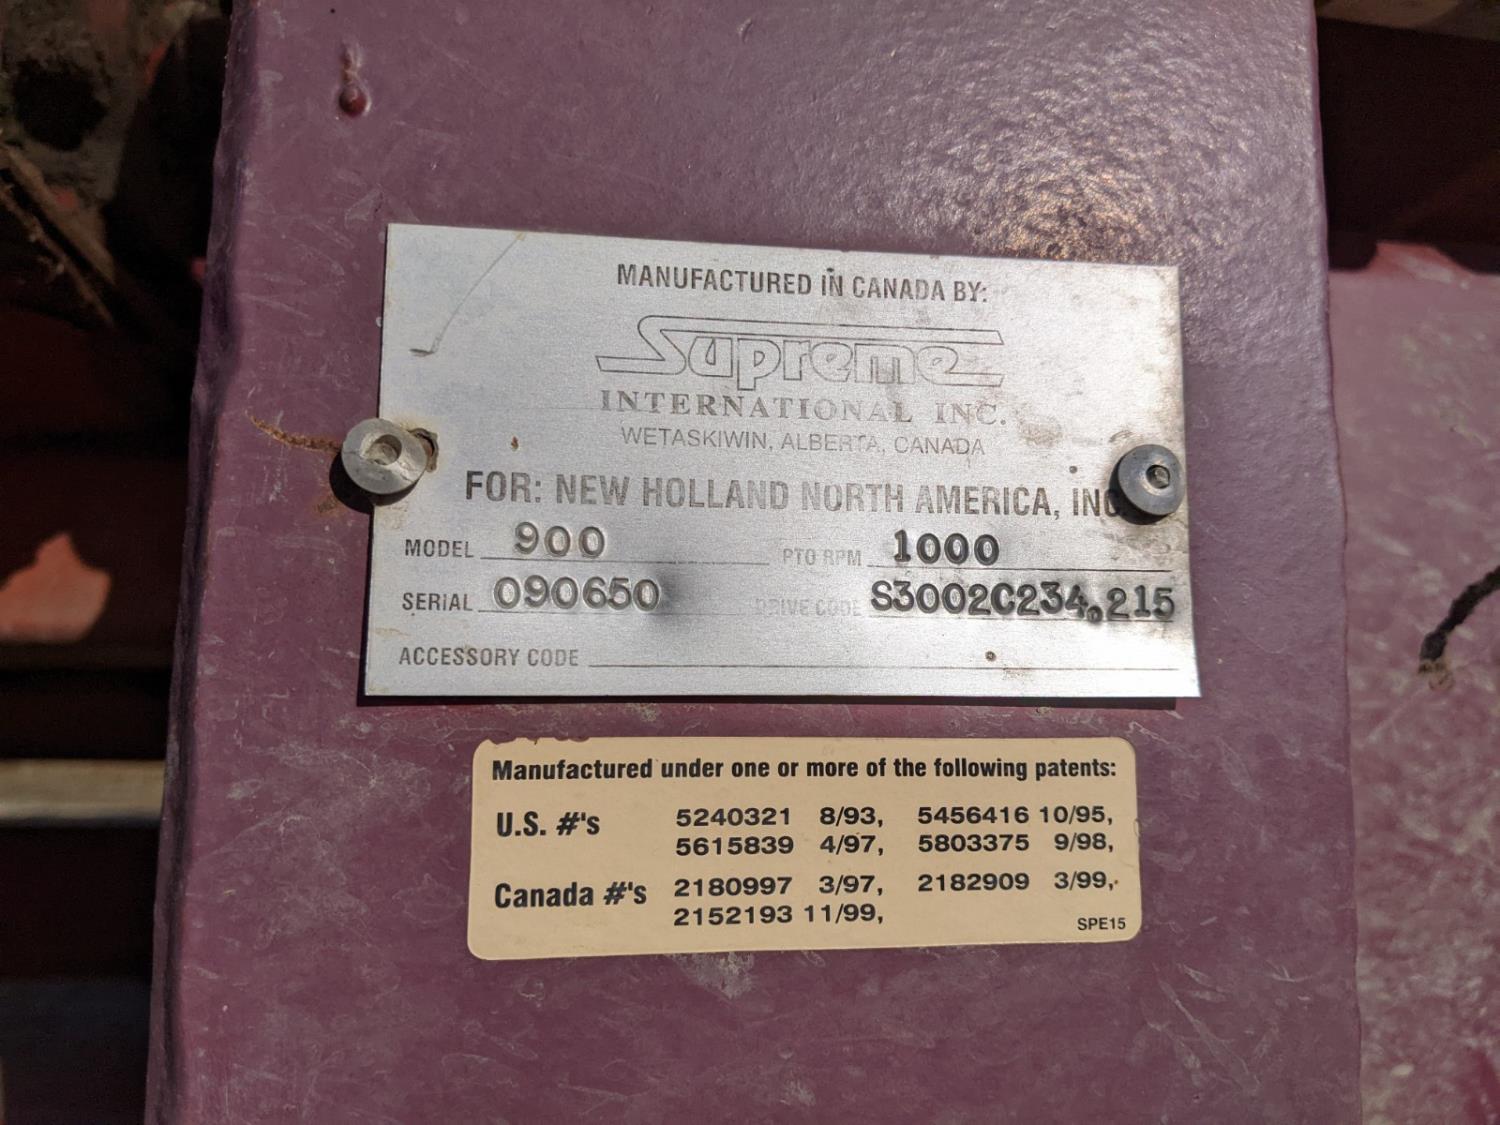 MANUFACTURED IN CANADA BY:
Supreme
INTERNATIONAL INC.
WETASKIWIN, ALBERTA, CANADA
FOR: NEW HOLLAND NORTH AMERICA, INC.
MODEL 900 PTO RPM 1000
SERIAL 090650 DRIVE CODE S3002C234.215
ACCESSORY CODE
Manufactured under one or more of the following patents:
U.S. #'s 5240321 8/93, 5456416 10/95,
5615839 4/97, 5803375 9/98,
Canada #'s 2180997 3/97, 2182909 3/99,
2152193 11/99,
SPE15